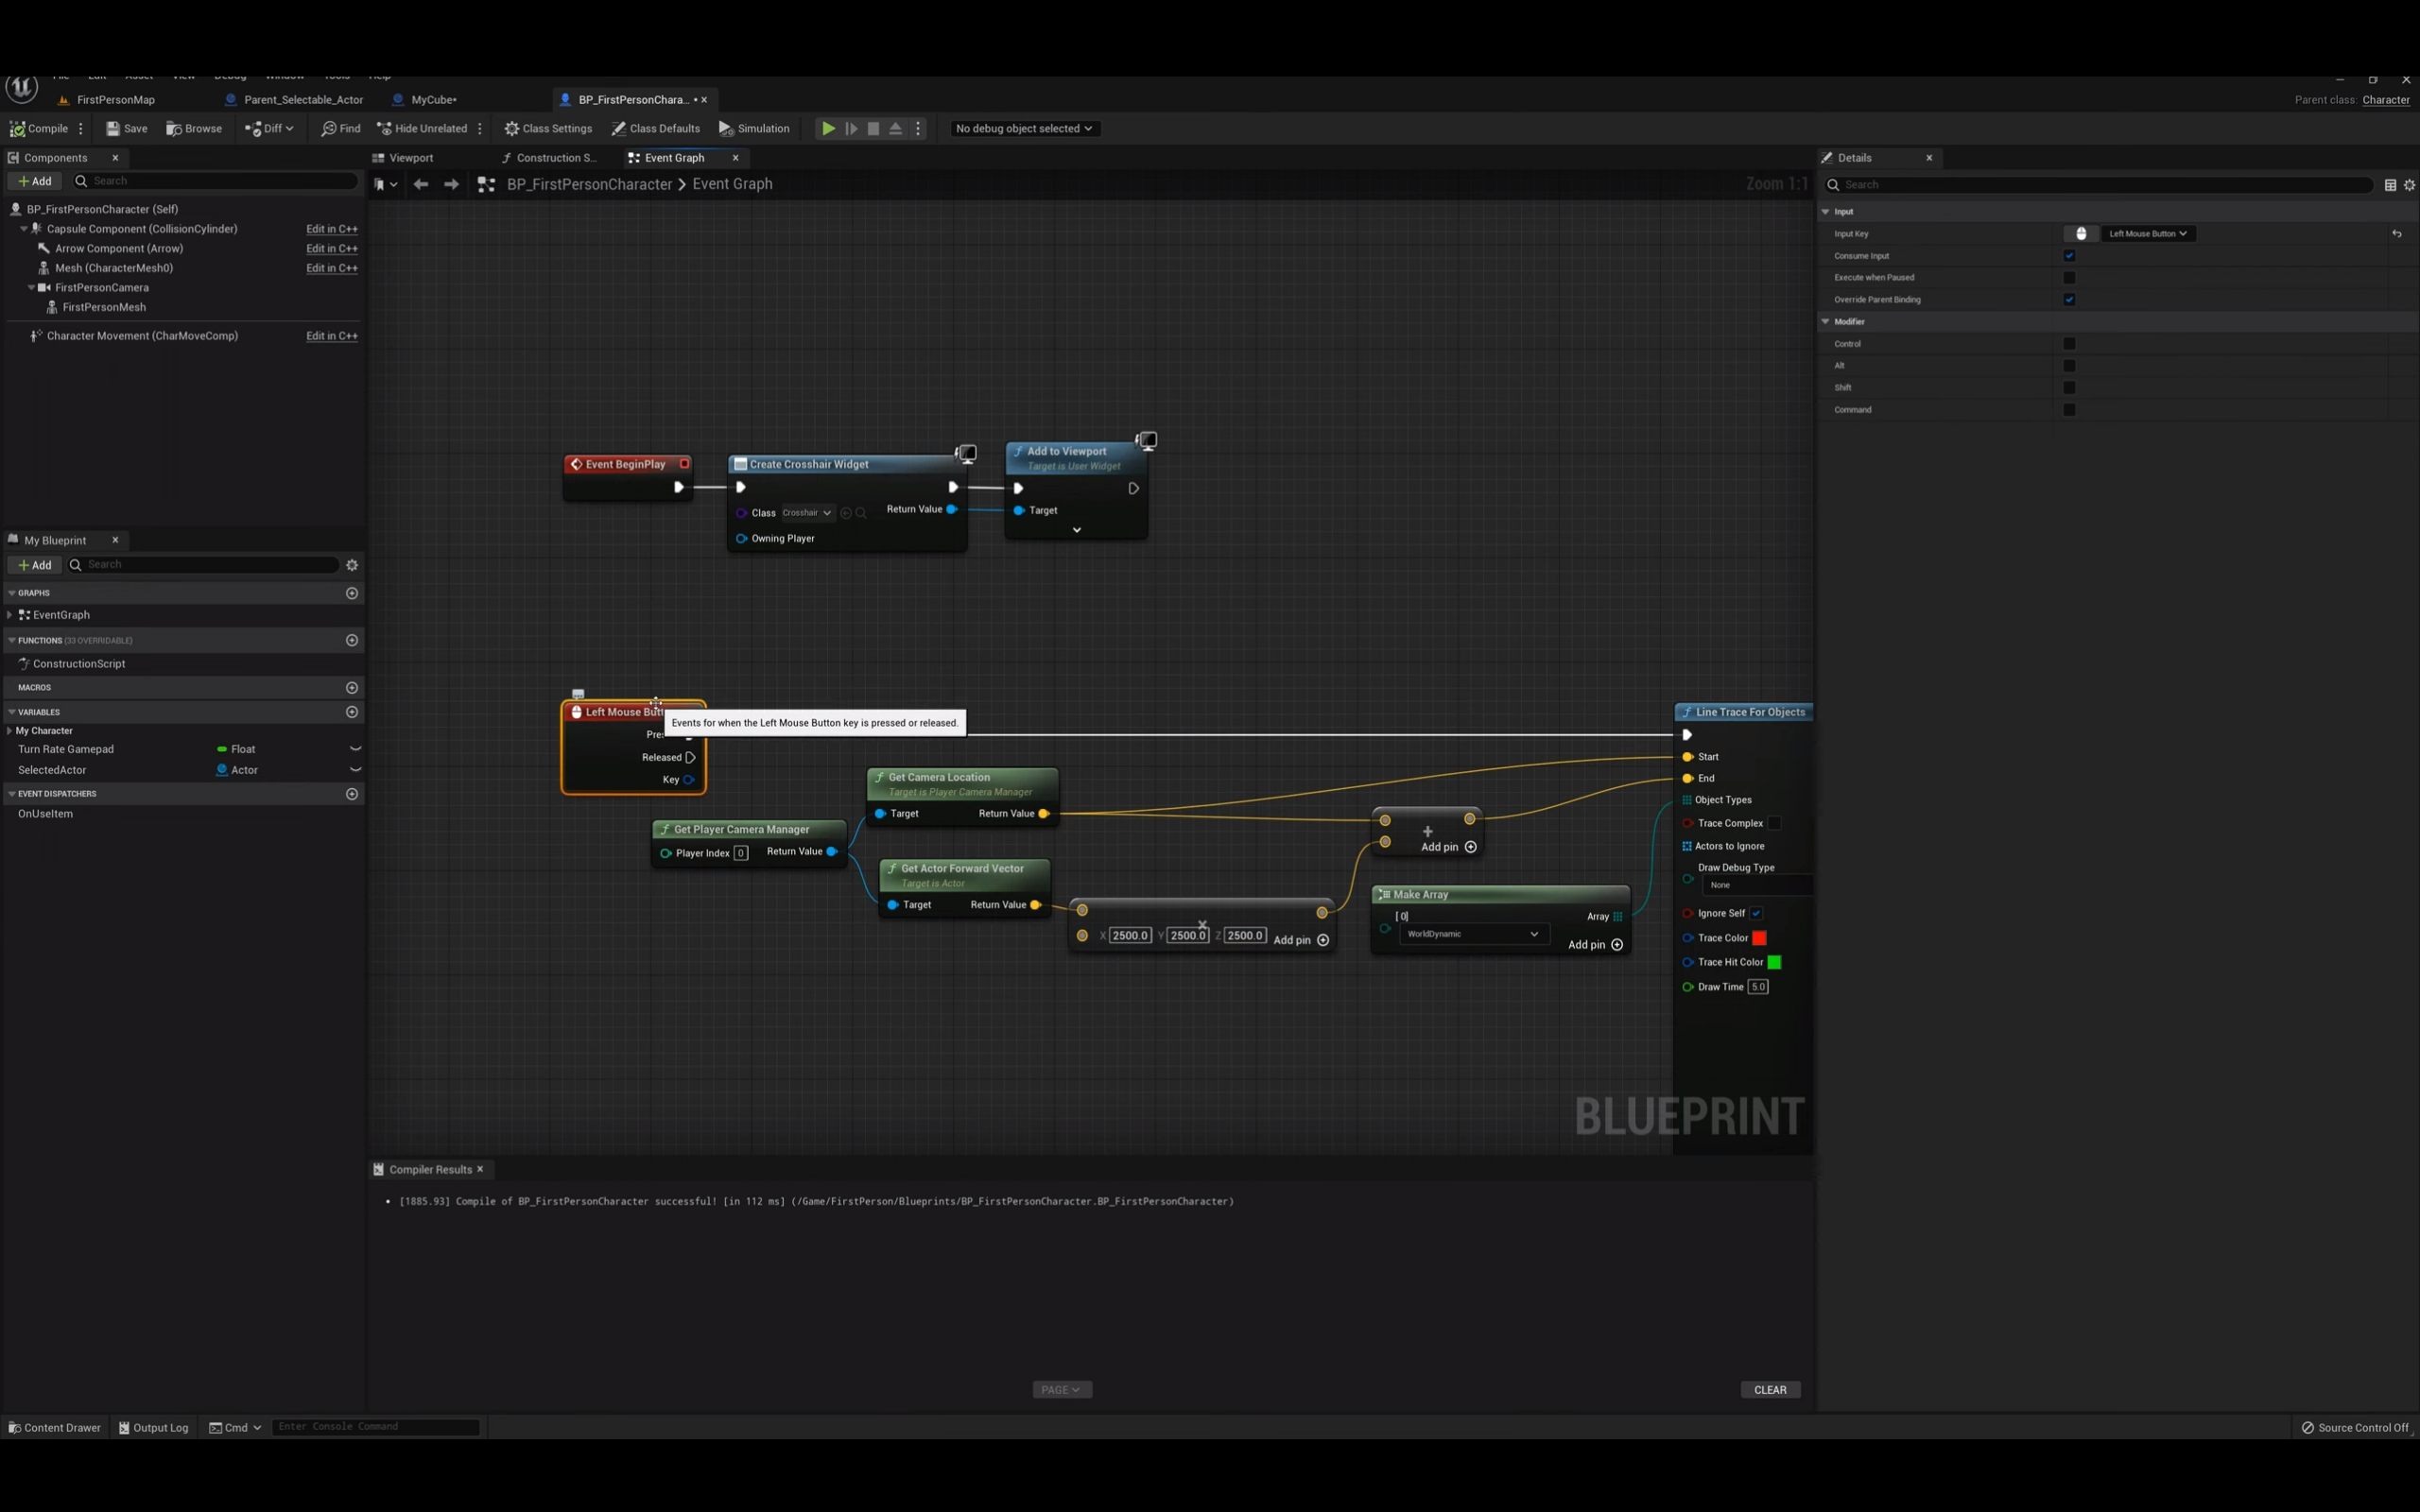 File Edit Asset View Debug Window Tools Help
FirstPersonMap
Parent_Selectable_Actor
MyCube•
BP_FirstPersonChara... •
Parent class: Character
Compile
Save
Browse
Diff
Find
Hide Unrelated
Class Settings
Class Defaults
Simulation
No debug object selected
Components
+ Add
Search
BP_FirstPersonCharacter (Self)
Capsule Component (CollisionCylinder) Edit in C++
Arrow Component (Arrow) Edit in C++
Mesh (CharacterMesh0) Edit in C++
FirstPersonCamera
FirstPersonMesh
Character Movement (CharMoveComp) Edit in C++
My Blueprint
+ Add
Search
GRAPHS
EventGraph
FUNCTIONS (33 OVERRIDABLE)
ConstructionScript
MACROS
VARIABLES
My Character
Turn Rate Gamepad Float
SelectedActor Actor
EVENT DISPATCHERS
OnUseItem
Viewport
Construction S...
Event Graph
BP_FirstPersonCharacter > Event Graph
Zoom 1:1
Event BeginPlay
Create Crosshair Widget
Class Crosshair
Return Value
Owning Player
Add to Viewport
Target is User Widget
Target
Left Mouse Butt
Events for when the Left Mouse Button key is pressed or released.
Pre
Released
Key
Get Player Camera Manager
Player Index 0 Return Value
Get Camera Location
Target is Player Camera Manager
Target Return Value
Get Actor Forward Vector
Target is Actor
Target Return Value
X 2500.0 Y 2500.0 Z 2500.0 Add pin
+
Add pin
Make Array
[0] Array
WorldDynamic
Add pin
Line Trace For Objects
Start
End
Object Types
Trace Complex
Actors to Ignore
Draw Debug Type
None
Ignore Self
Trace Color
Trace Hit Color
Draw Time 5.0
BLUEPRINT
Compiler Results
• [1885.93] Compile of BP_FirstPersonCharacter successful! [in 112 ms] (/Game/FirstPerson/Blueprints/BP_FirstPersonCharacter.BP_FirstPersonCharacter)
PAGE
CLEAR
Details
Search
Input
Input Key Left Mouse Button
Consume Input
Execute when Paused
Override Parent Binding
Modifier
Control
Alt
Shift
Command
Content Drawer
Output Log
Cmd
Enter Console Command
Source Control Off